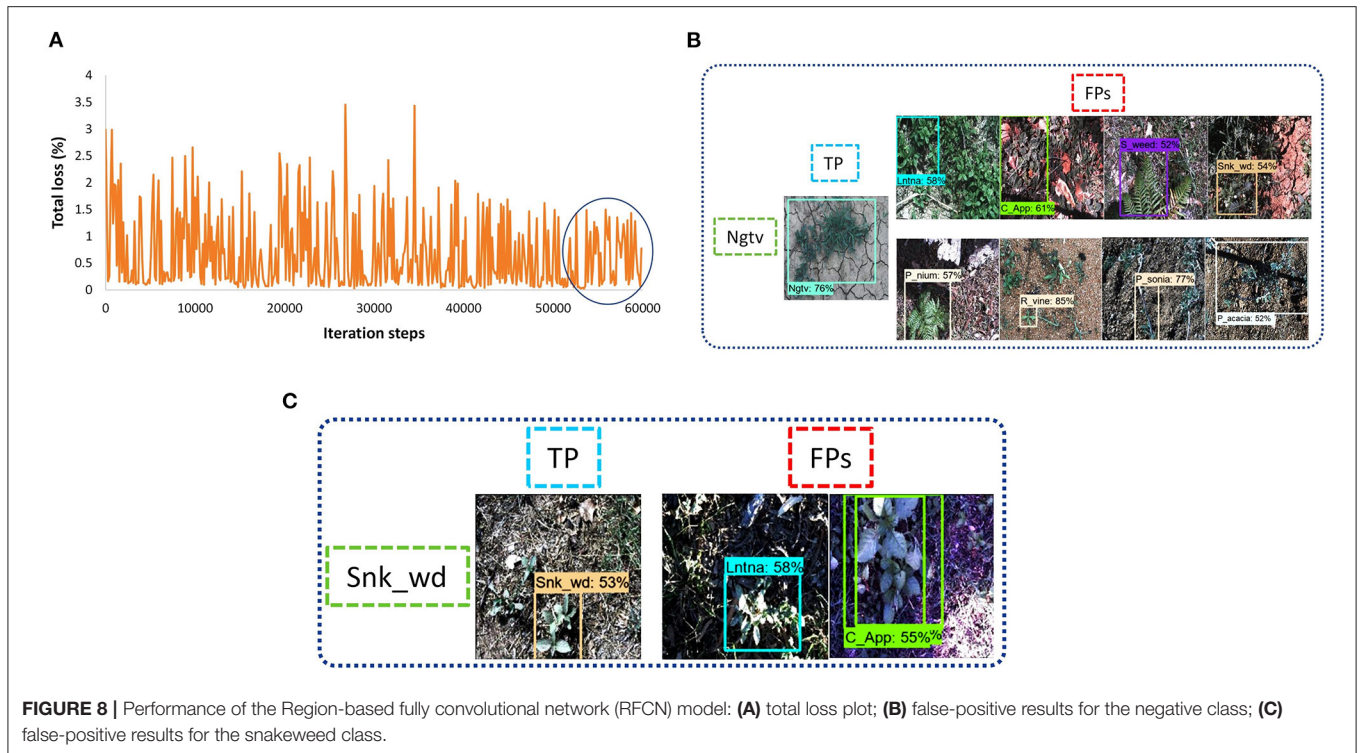 A
Total loss (%)
4
3.5
3
2.5
2
1.5
1
0.5
0
0
10000
20000
30000
40000
50000
60000
Iteration steps
B
FPs
TP
Ngtv
Ngtv: 76%
Lntna: 58%
C_App: 61%
S_weed: 52%
Snk_wd: 54%
P_nium: 57%
R_vine: 85%
P_sonia: 77%
P_acacia: 52%
C
TP
FPs
Snk_wd
Snk_wd: 53%
Lntna: 58%
C_App: 55%
%
FIGURE 8 | Performance of the Region-based fully convolutional network (RFCN) model: (A) total loss plot; (B) false-positive results for the negative class; (C)
false-positive results for the snakeweed class.